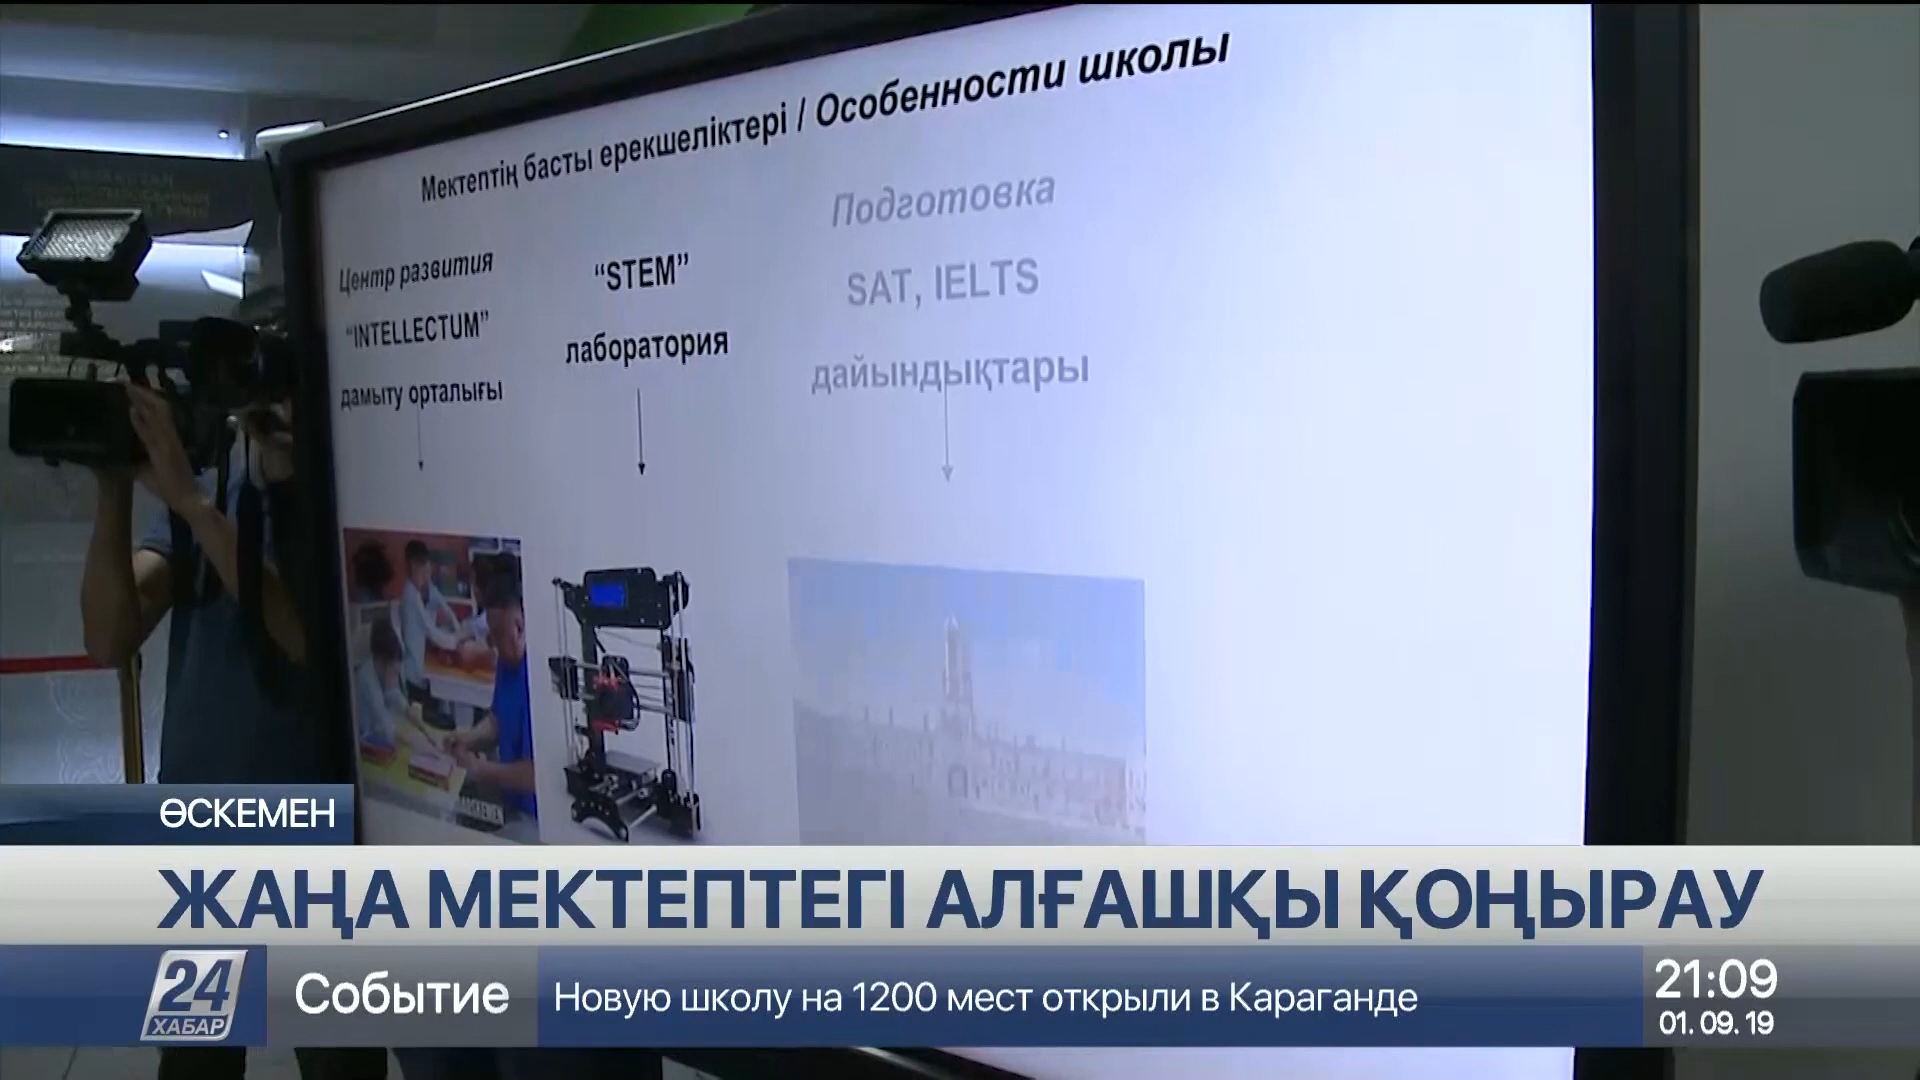 Мектептің басты ерекшеліктері / Особенности школы
Центр развития
“INTELLECTUM”
дамыту орталығы
“STEM”
лаборатория
Подготовка
SAT, IELTS
дайындықтары
ӨСКЕМЕН
ЖАҢА МЕКТЕПТЕГІ АЛҒАШҚЫ ҚОҢЫРАУ
24
ХАБАР
Событие
Новую школу на 1200 мест открыли в Караганде
21:09
01. 09. 19